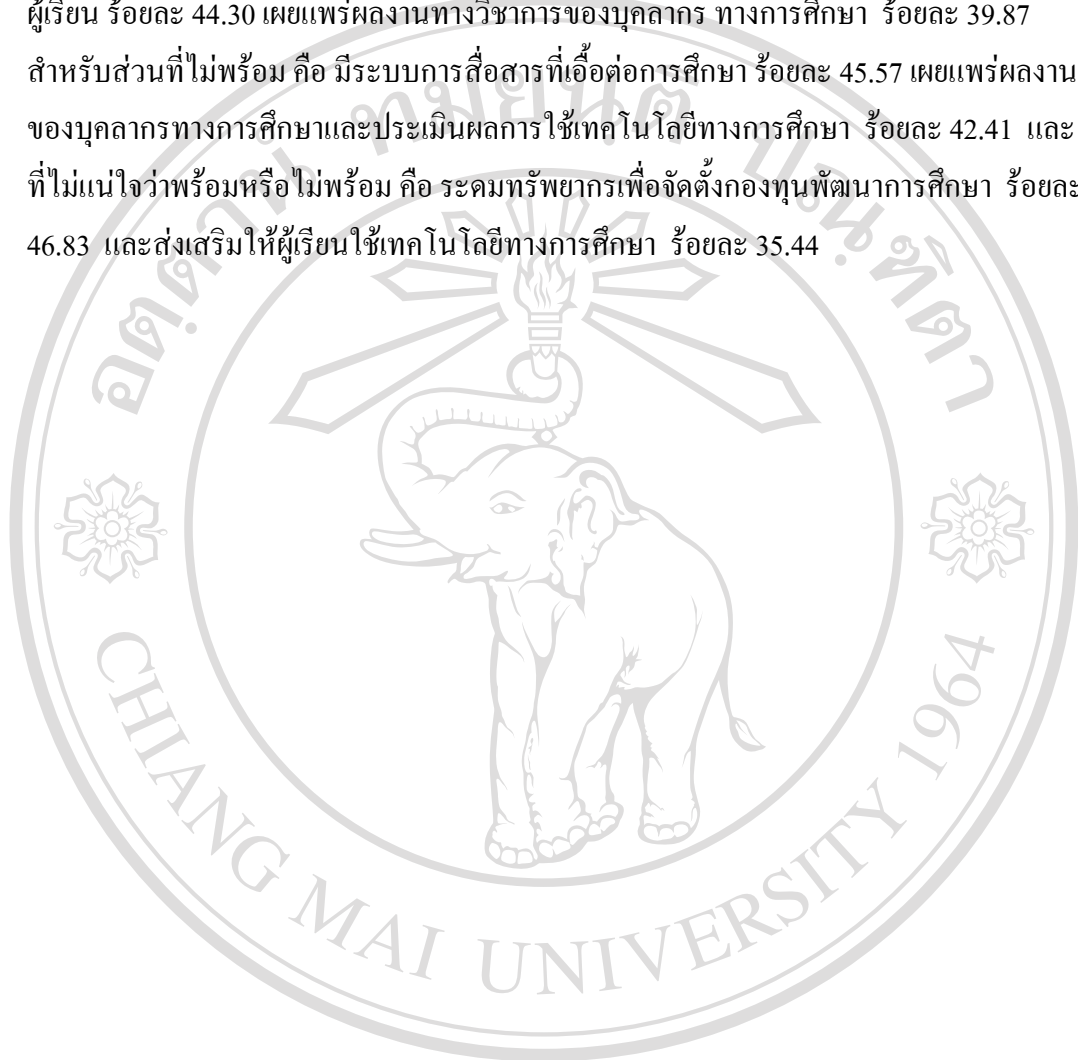 ผู้เรียน ร้อยละ 44.30 เผยแพร่ผลงานทางวิชาการของบุคลากร ทางการศึกษา ร้อยละ 39.87
สำหรับส่วนที่ไม่พร้อม คือ มีระบบการสื่อสารที่เอื้อต่อการศึกษา ร้อยละ 45.57 เผยแพร่ผลงาน
ของบุคลากรทางการศึกษาและประเมินผลการใช้เทคโนโลยีทางการศึกษา ร้อยละ 42.41 และ
ที่ไม่แน่ใจว่าพร้อมหรือไม่พร้อม คือ ระดมทรัพยากรเพื่อจัดตั้งกองทุนพัฒนาการศึกษา ร้อยละ
46.83 และส่งเสริมให้ผู้เรียนใช้เทคโนโลยีทางการศึกษา ร้อยละ 35.44
อตฺตานํ ทมยนฺติ ปณฺฑิตา
CHIANG MAI UNIVERSITY 1964